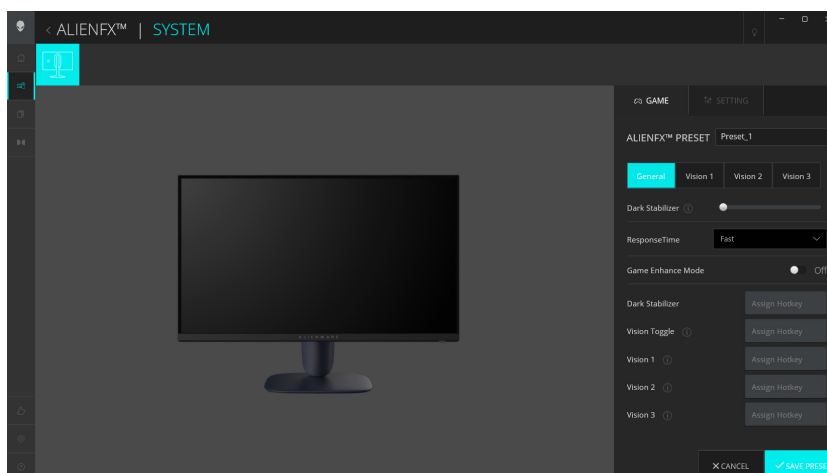 < ALIENFX™ | SYSTEM
GAME SETTING
ALIENFX™ PRESET Preset_1
General Vision 1 Vision 2 Vision 3
Dark Stabilizer
ResponseTime Fast
Game Enhance Mode Off
Dark Stabilizer Assign Hotkey
Vision Toggle Assign Hotkey
Vision 1 Assign Hotkey
Vision 2 Assign Hotkey
Vision 3 Assign Hotkey
ALIENWARE
CANCEL SAVE PRESE